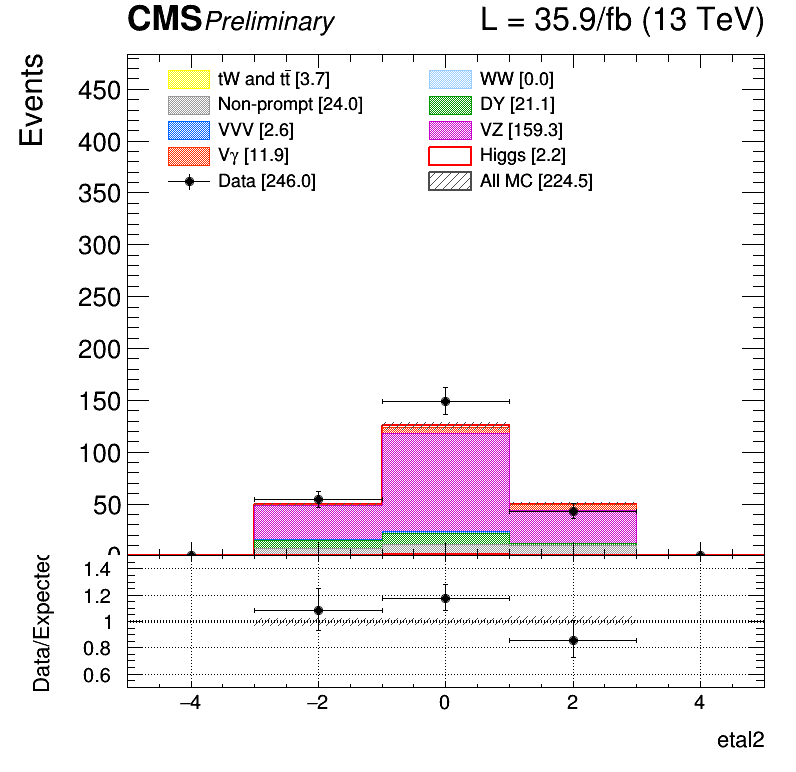 CMS Preliminary L = 35.9/fb (13 TeV)
Events
tW and tt̄ [3.7] WW [0.0]
Non-prompt [24.0] DY [21.1]
VVV [2.6] VZ [159.3]
Vγ [11.9] Higgs [2.2]
Data [246.0] All MC [224.5]
450
400
350
300
250
200
150
100
50
0
Data/Expected
1.4
1.2
1
0.8
0.6
−4 −2 0 2 4
etal2